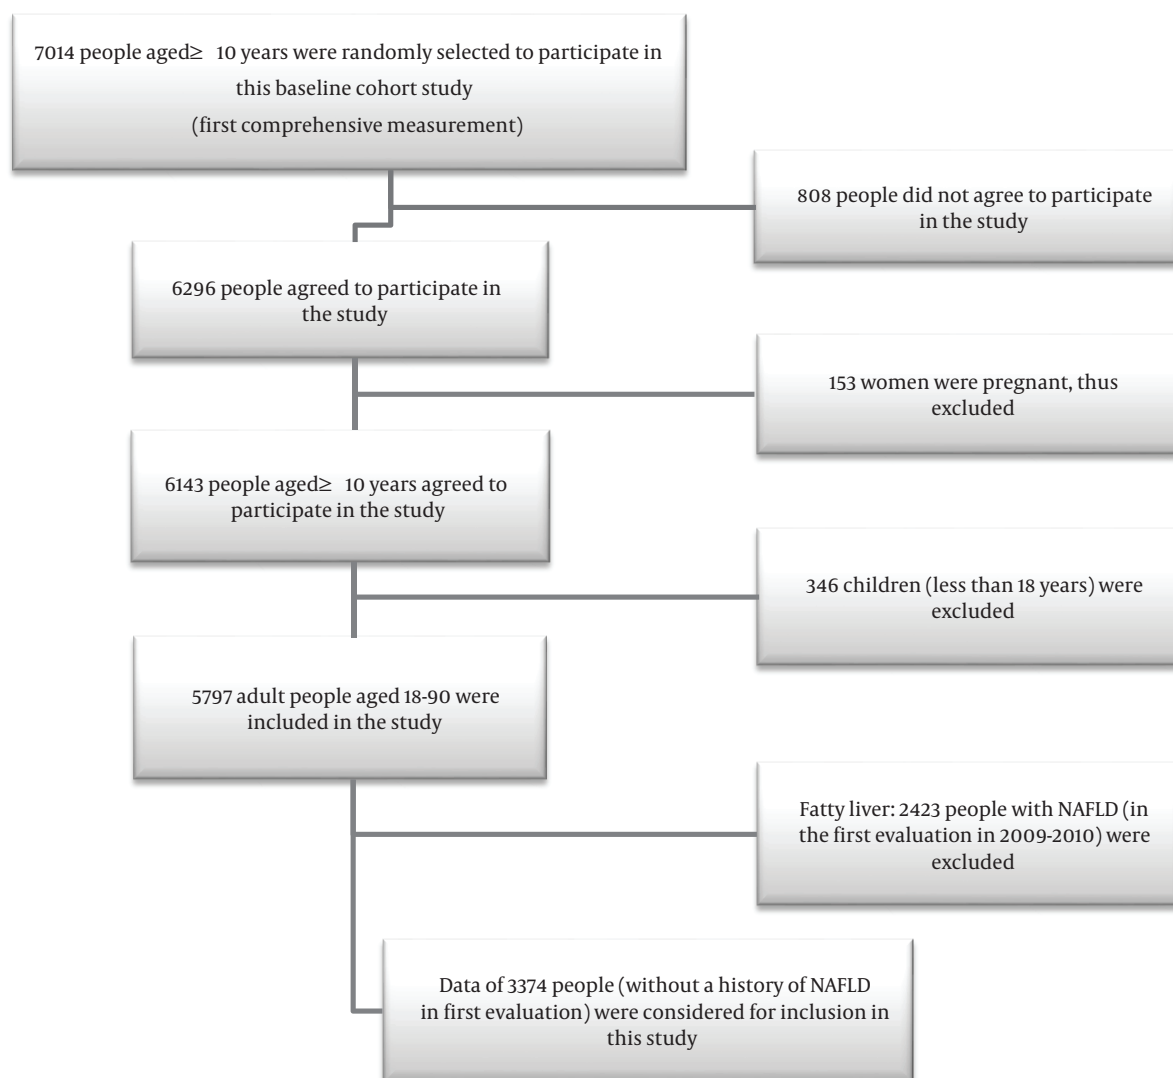 7014 people aged≥ 10 years were randomly selected to participate in
this baseline cohort study
(first comprehensive measurement)
808 people did not agree to participate
in the study
6296 people agreed to participate in
the study
153 women were pregnant, thus
excluded
6143 people aged≥ 10 years agreed to
participate in the study
346 children (less than 18 years) were
excluded
5797 adult people aged 18-90 were
included in the study
Fatty liver: 2423 people with NAFLD (in
the first evaluation in 2009-2010) were
excluded
Data of 3374 people (without a history of NAFLD
in first evaluation) were considered for inclusion in
this study